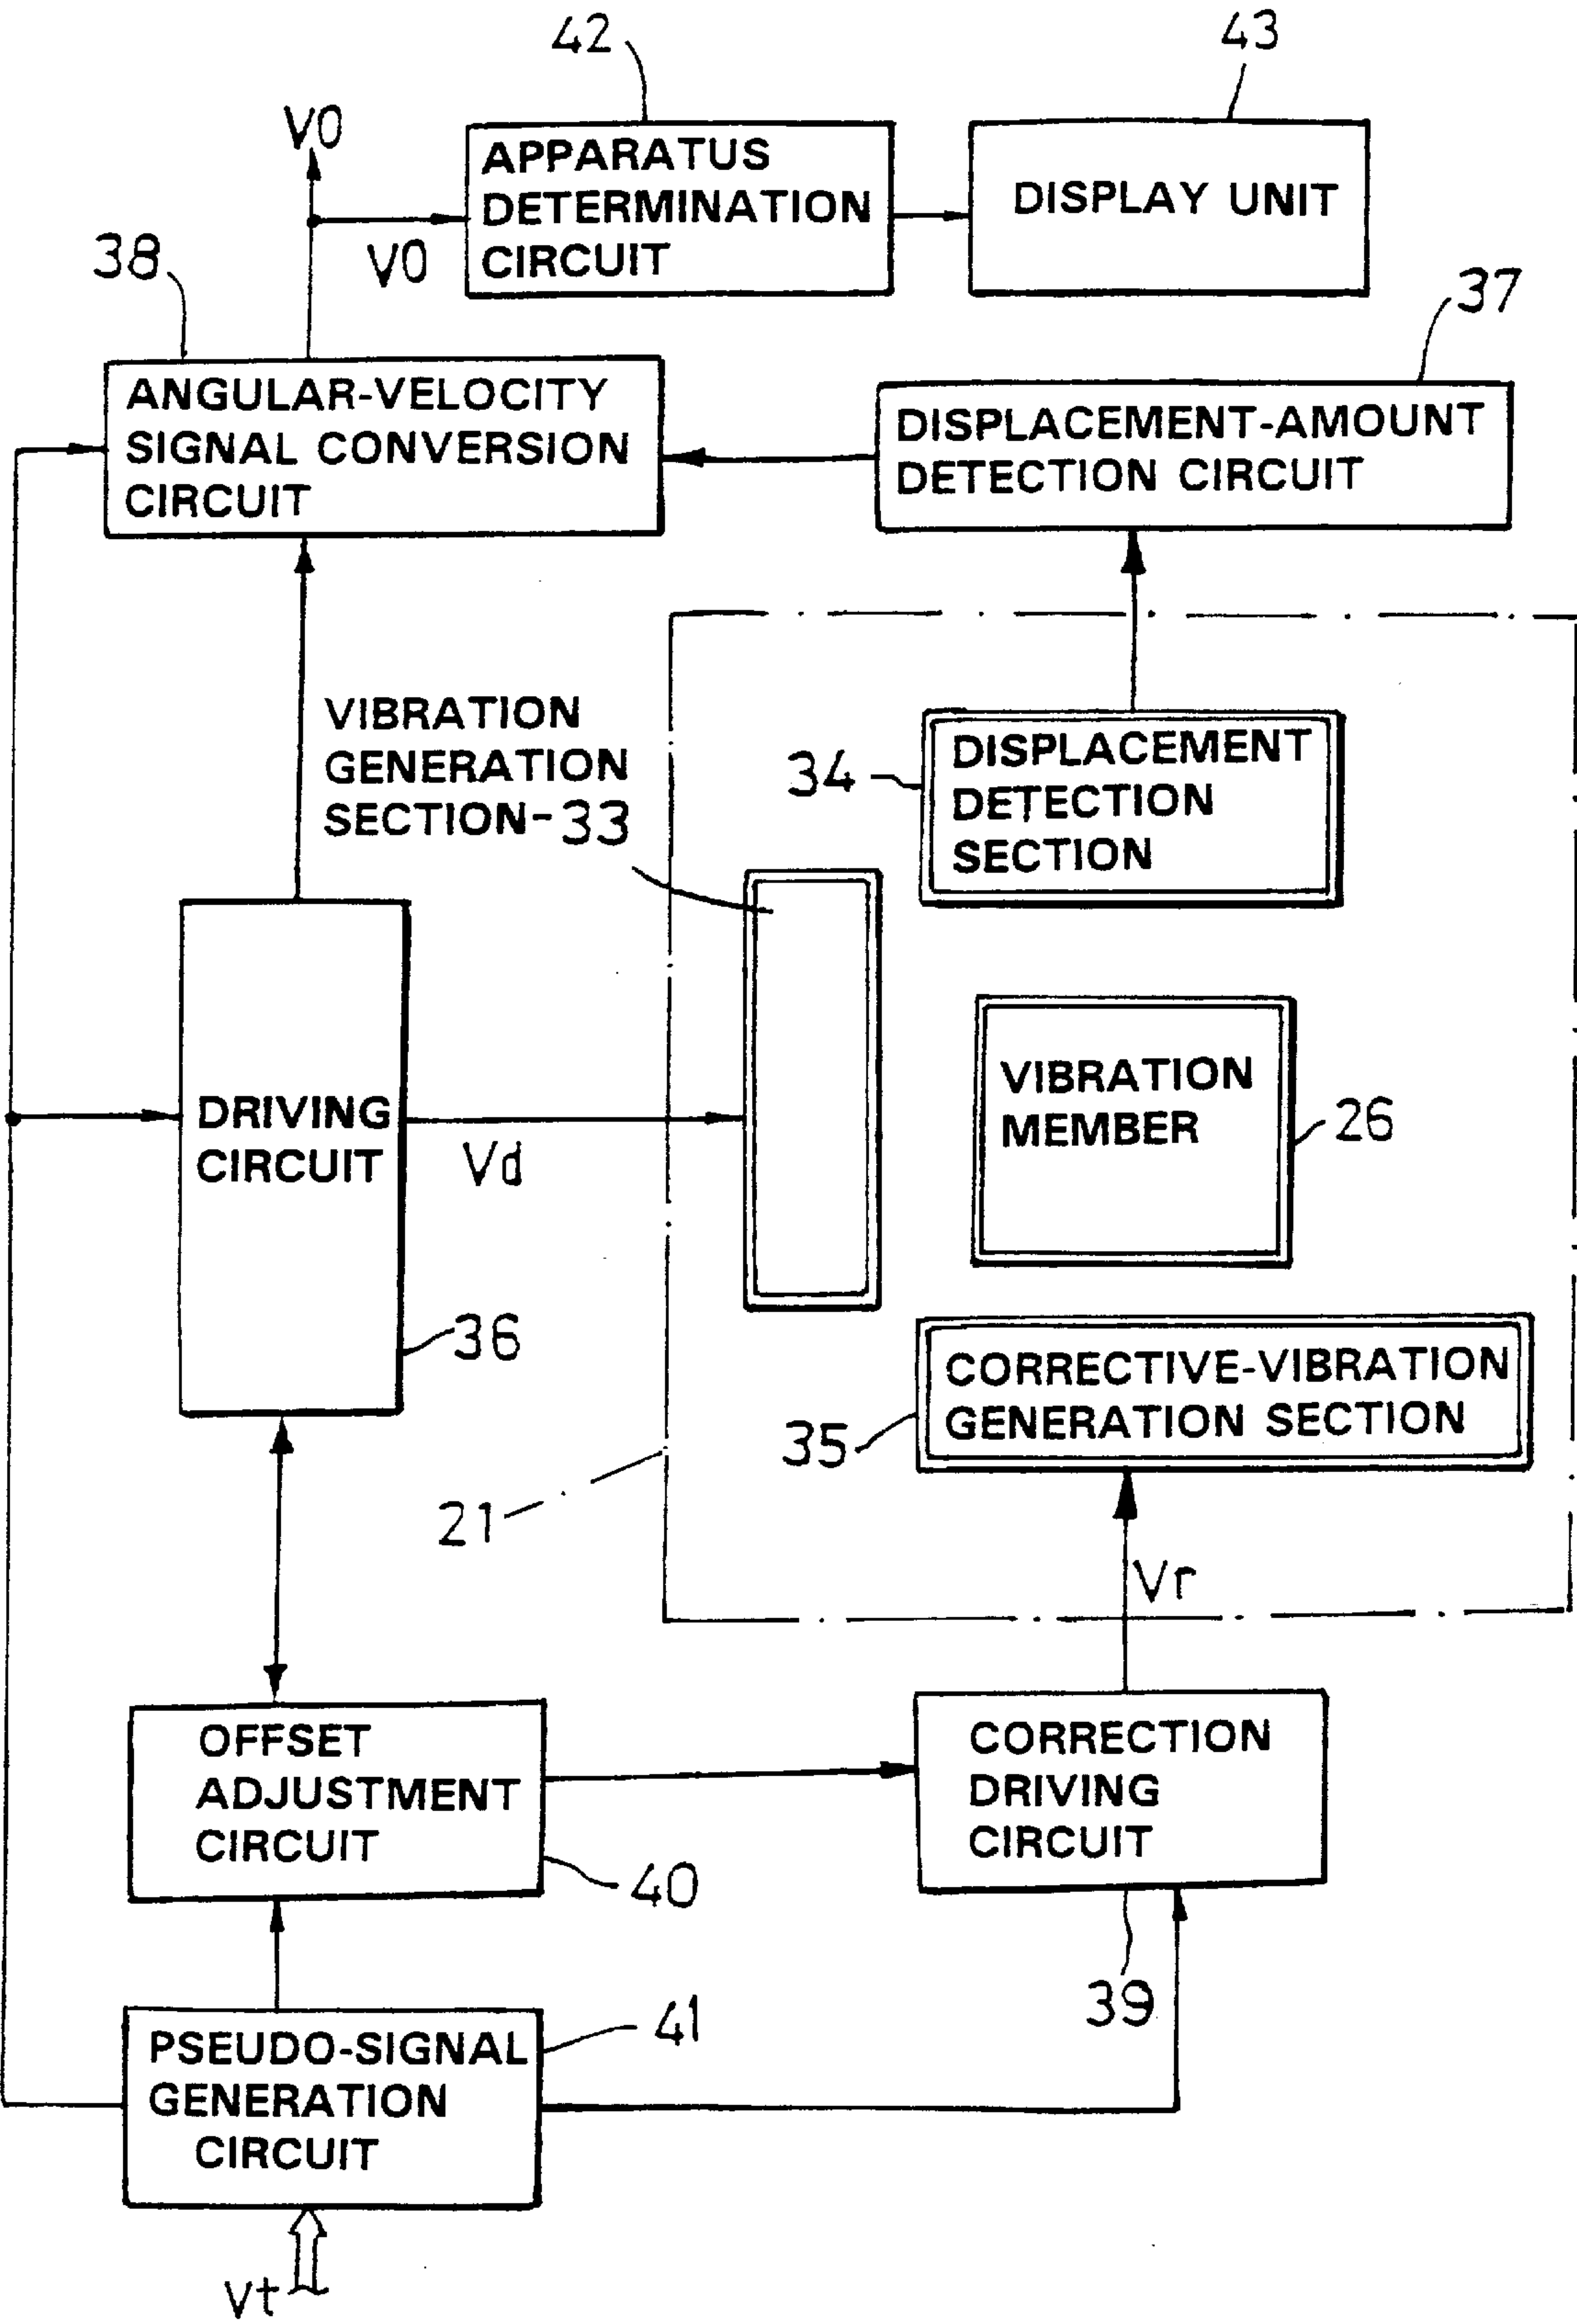 42
43
V0
APPARATUS
DETERMINATION
CIRCUIT
DISPLAY UNIT
V0
38
37
ANGULAR-VELOCITY
SIGNAL CONVERSION
CIRCUIT
DISPLACEMENT-AMOUNT
DETECTION CIRCUIT
VIBRATION
GENERATION
SECTION-33
34
DISPLACEMENT
DETECTION
SECTION
DRIVING
CIRCUIT
Vd
VIBRATION
MEMBER
26
36
CORRECTIVE-VIBRATION
GENERATION SECTION
35
21
Vr
OFFSET
ADJUSTMENT
CIRCUIT
40
CORRECTION
DRIVING
CIRCUIT
39
PSEUDO-SIGNAL
GENERATION
CIRCUIT
41
Vt